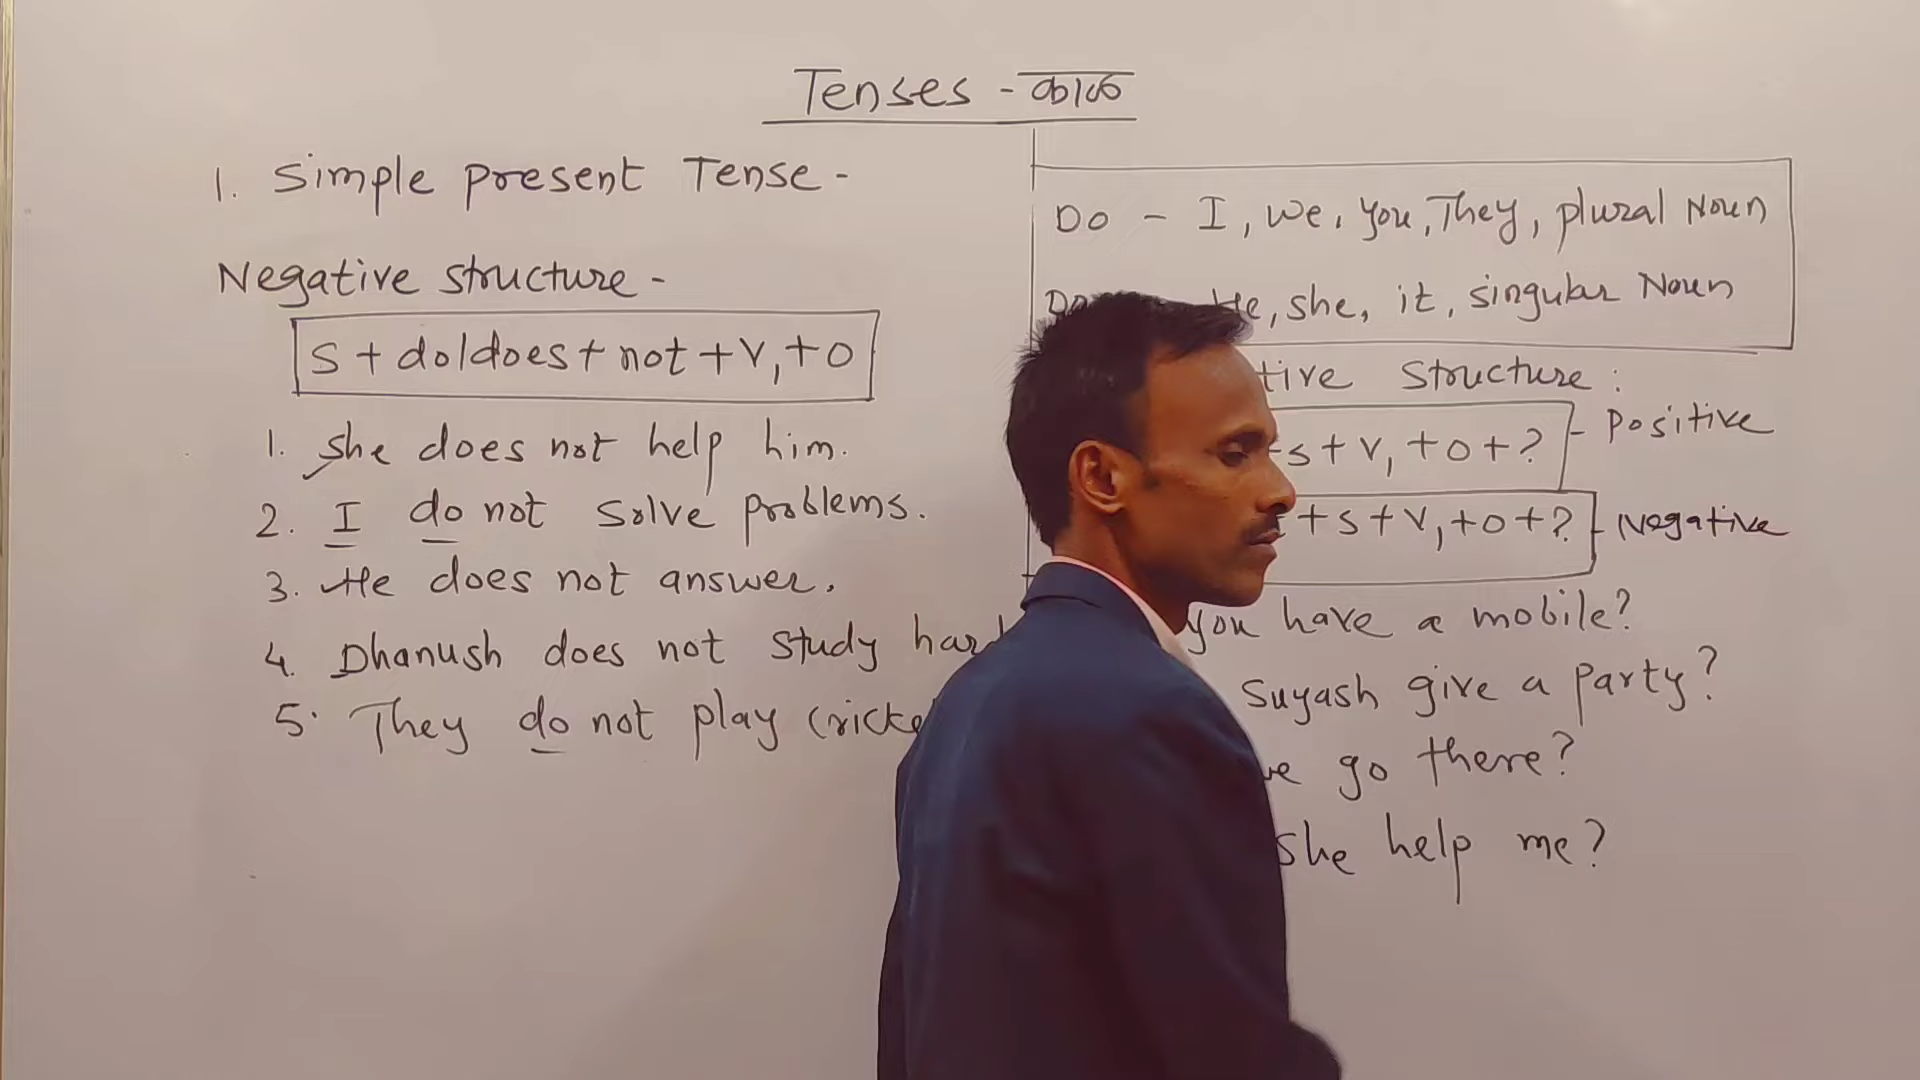 Tenses - काळ
1. Simple present Tense -
Negative structure -
S + do/does + not + V₁ + O
1. She does not help him.
2. I do not solve problems.
3. He does not answer.
4. Dhanush does not study hard
5. They do not play cricke
Do - I, We, You, They, plural Noun
He, she, it, singular Noun
tive Structure :
S + V₁ + O + ? - Positive
+ S + V₁ + O + ? - Negative
you have a mobile?
Suyash give a party?
we go there?
she help me?